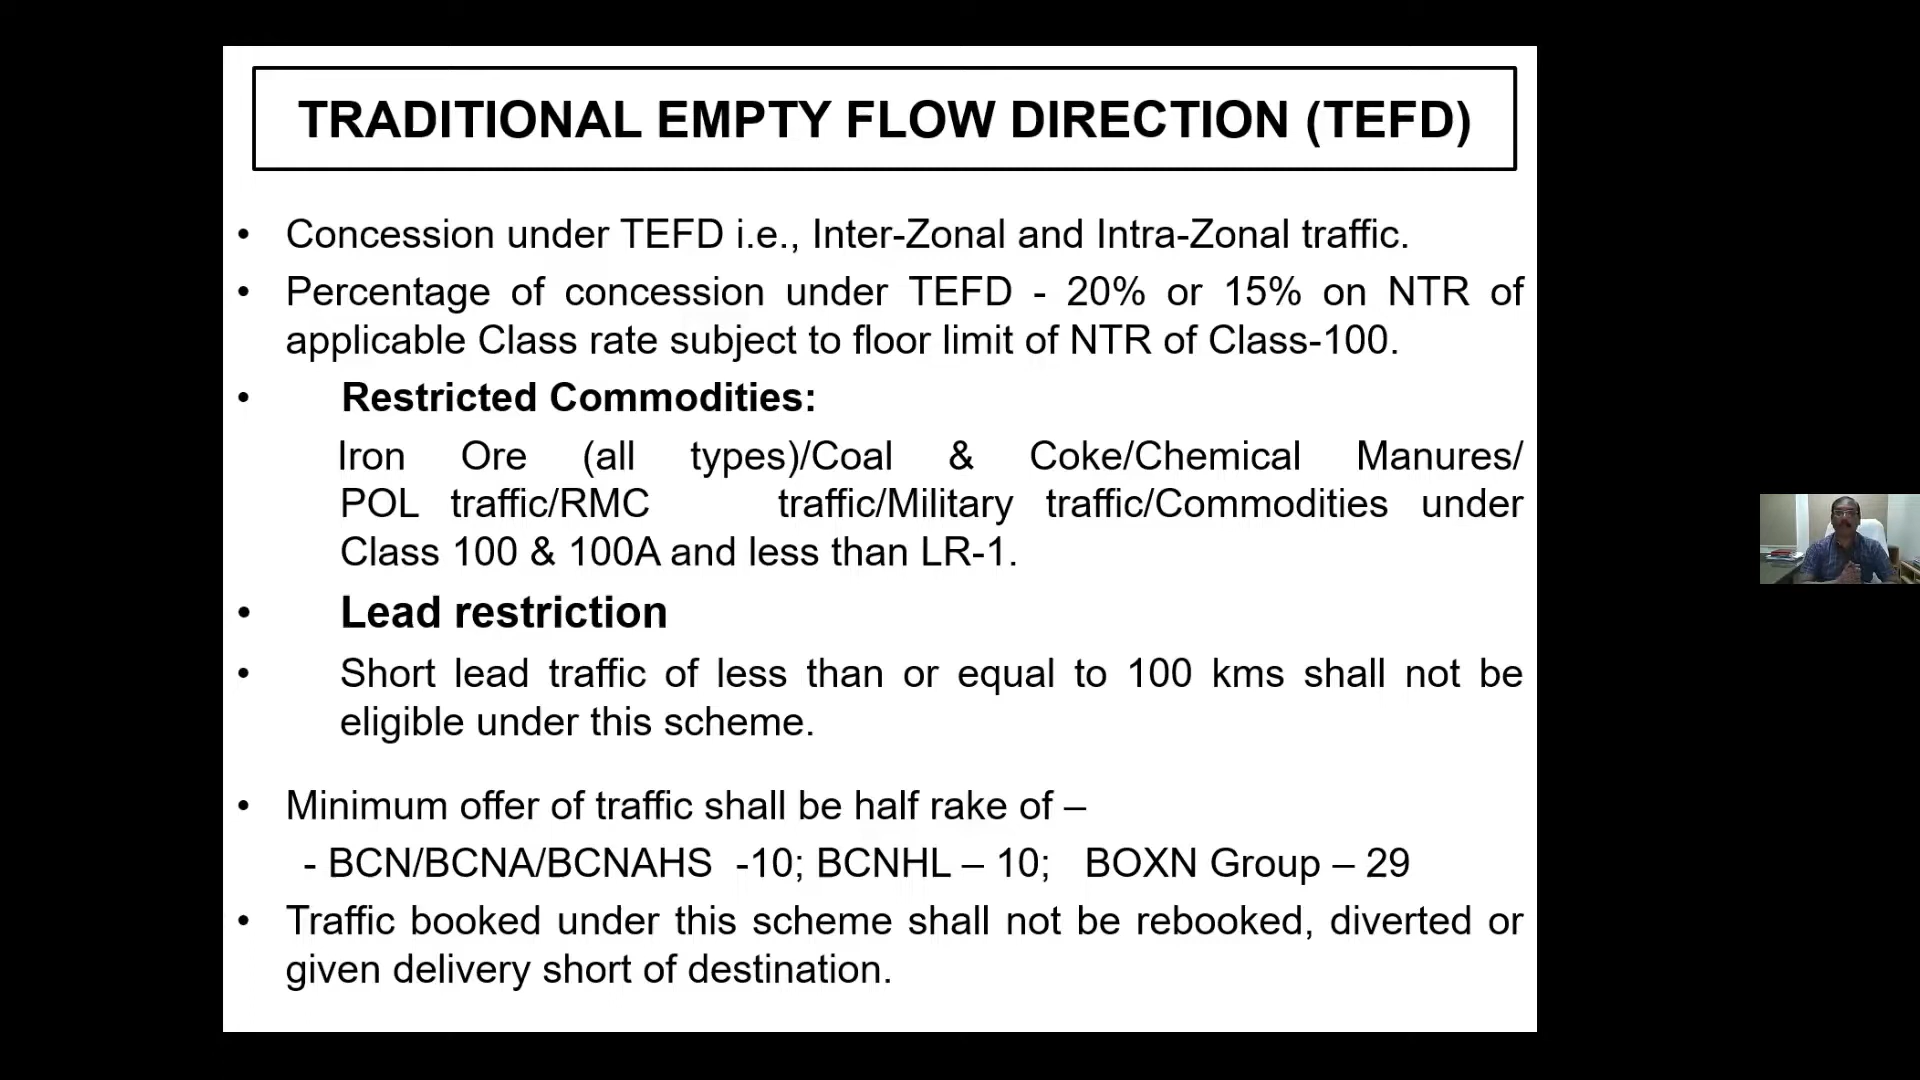 TRADITIONAL EMPTY FLOW DIRECTION (TEFD)
• Concession under TEFD i.e., Inter-Zonal and Intra-Zonal traffic.
• Percentage of concession under TEFD - 20% or 15% on NTR of
applicable Class rate subject to floor limit of NTR of Class-100.
• Restricted Commodities:
Iron Ore (all types)/Coal & Coke/Chemical Manures/
POL traffic/RMC traffic/Military traffic/Commodities under
Class 100 & 100A and less than LR-1.
• Lead restriction
• Short lead traffic of less than or equal to 100 kms shall not be
eligible under this scheme.
• Minimum offer of traffic shall be half rake of –
- BCN/BCNA/BCNAHS -10; BCNHL – 10; BOXN Group – 29
• Traffic booked under this scheme shall not be rebooked, diverted or
given delivery short of destination.